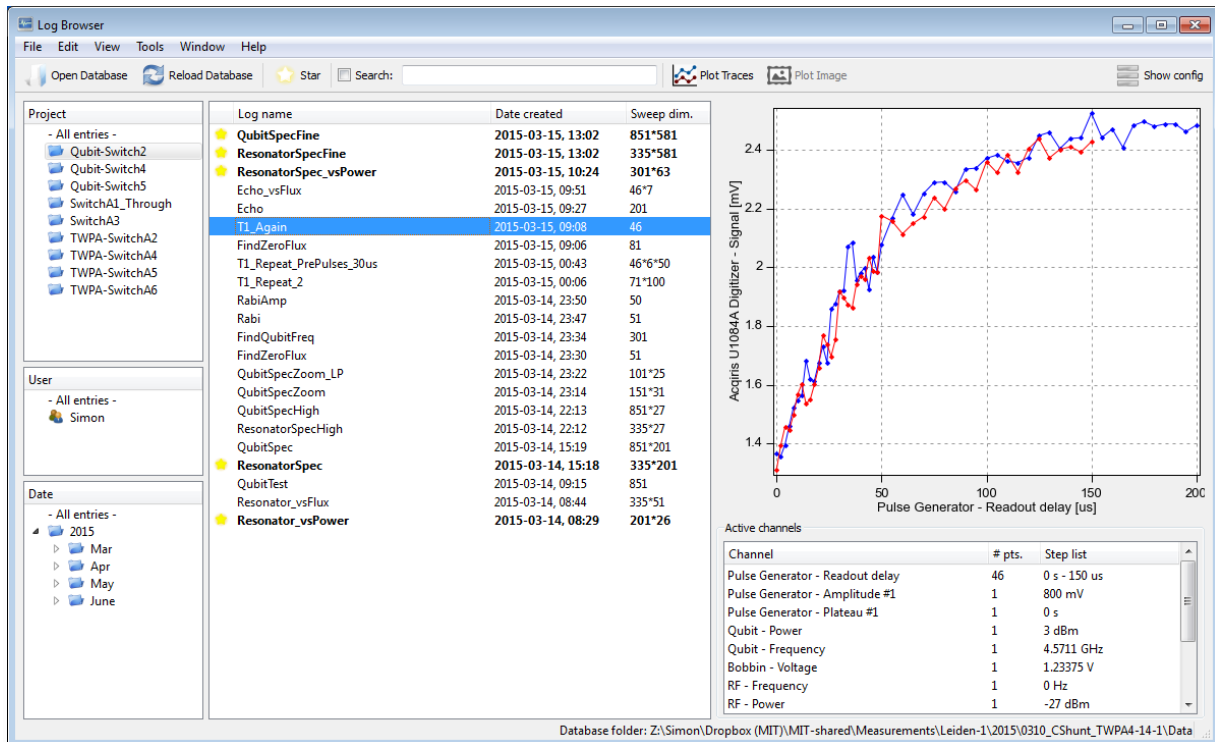 Log Browser
File Edit View Tools Window Help
Open Database Reload Database Star Search: Plot Traces Plot Image Show config
Project
- All entries -
Qubit-Switch2
Qubit-Switch4
Qubit-Switch5
SwitchA1_Through
SwitchA3
TWPA-SwitchA2
TWPA-SwitchA4
TWPA-SwitchA5
TWPA-SwitchA6
User
- All entries -
Simon
Date
- All entries -
2015
Mar
Apr
May
June
Log name Date created Sweep dim.
QubitSpecFine 2015-03-15, 13:02 851*581
ResonatorSpecFine 2015-03-15, 13:02 335*581
ResonatorSpec_vsPower 2015-03-15, 10:24 301*63
Echo_vsFlux 2015-03-15, 09:51 46*7
Echo 2015-03-15, 09:27 201
T1_Again 2015-03-15, 09:08 46
FindZeroFlux 2015-03-15, 09:06 81
T1_Repeat_PrePulses_30us 2015-03-15, 00:43 46*6*50
T1_Repeat_2 2015-03-15, 00:06 71*100
RabiAmp 2015-03-14, 23:50 50
Rabi 2015-03-14, 23:47 51
FindQubitFreq 2015-03-14, 23:34 301
FindZeroFlux 2015-03-14, 23:30 51
QubitSpecZoom_LP 2015-03-14, 23:22 101*25
QubitSpecZoom 2015-03-14, 23:14 151*31
QubitSpecHigh 2015-03-14, 22:13 851*27
ResonatorSpecHigh 2015-03-14, 22:12 335*27
QubitSpec 2015-03-14, 15:19 851*201
ResonatorSpec 2015-03-14, 15:18 335*201
QubitTest 2015-03-14, 09:15 851
Resonator_vsFlux 2015-03-14, 08:44 335*51
Resonator_vsPower 2015-03-14, 08:29 201*26
Acqiris U1084A Digitizer - Signal [mV]
2.4
2.2
2
1.8
1.6
1.4
0 50 100 150 200
Pulse Generator - Readout delay [us]
Active channels
Channel # pts. Step list
Pulse Generator - Readout delay 46 0 s - 150 us
Pulse Generator - Amplitude #1 1 800 mV
Pulse Generator - Plateau #1 1 0 s
Qubit - Power 1 3 dBm
Qubit - Frequency 1 4.5711 GHz
Bobbin - Voltage 1 1.23375 V
RF - Frequency 1 0 Hz
RF - Power 1 -27 dBm
Database folder: Z:\Simon\Dropbox (MIT)\MIT-shared\Measurements\Leiden-1\2015\0310_CShunt_TWPA4-14-1\Data